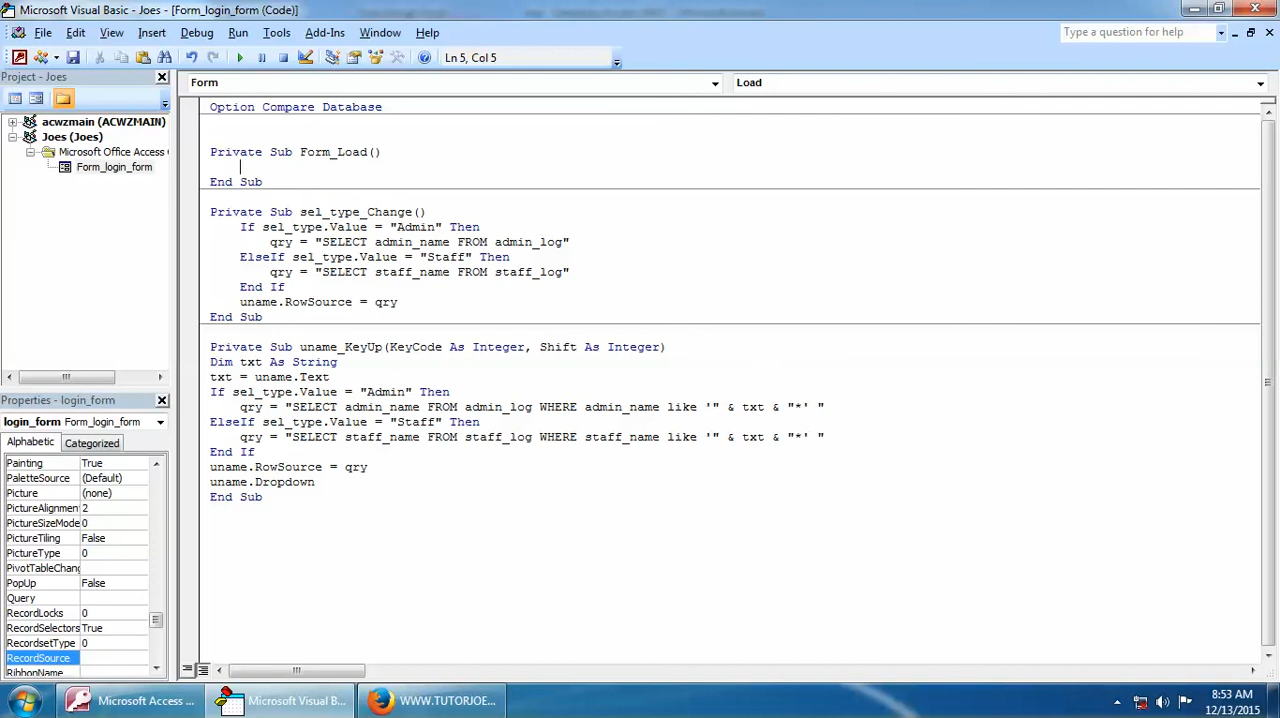 Microsoft Visual Basic - Joes - [Form_login_form (Code)]
File Edit View Insert Format Debug Run Tools Add-Ins Window Help
Type a question for help
Ln 5, Col 5
Project - Joes
acwzmain (ACWZMAIN)
Joes (Joes)
Microsoft Office Access
Form_login_form
Properties - login_form
login_form Form_login_form
Alphabetic Categorized
Painting True
PaletteSource (Default)
Picture (none)
PictureAlignmen 2
PictureSizeMode 0
PictureTiling False
PictureType 0
PivotTableChang
PopUp False
Query
RecordLocks 0
RecordSelectors True
RecordsetType 0
RecordSource
RibbonName
Form
Load
Option Compare Database
Private Sub Form_Load()
End Sub
Private Sub sel_type_Change()
If sel_type.Value = "Admin" Then
qry = "SELECT admin_name FROM admin_log"
ElseIf sel_type.Value = "Staff" Then
qry = "SELECT staff_name FROM staff_log"
End If
uname.RowSource = qry
End Sub
Private Sub uname_KeyUp(KeyCode As Integer, Shift As Integer)
Dim txt As String
txt = uname.Text
If sel_type.Value = "Admin" Then
qry = "SELECT admin_name FROM admin_log WHERE admin_name like '" & txt & "*' "
ElseIf sel_type.Value = "Staff" Then
qry = "SELECT staff_name FROM staff_log WHERE staff_name like '" & txt & "*' "
End If
uname.RowSource = qry
uname.Dropdown
End Sub
Microsoft Access ...
Microsoft Visual B...
WWW.TUTORJOE...
8:53 AM
12/13/2015